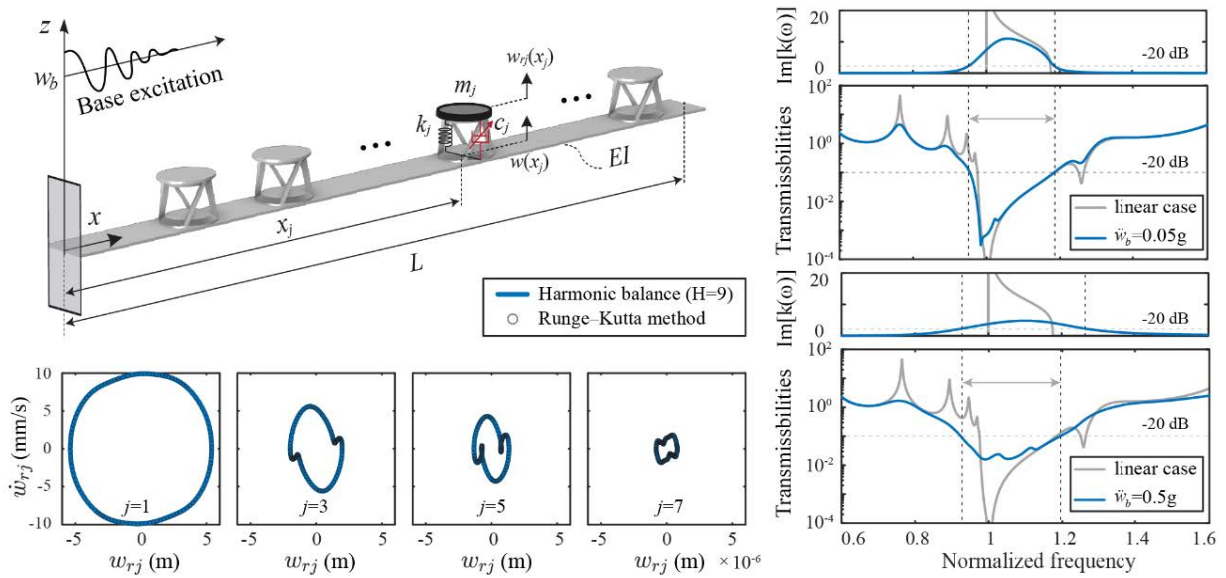 z
w_b
Base excitation
x
x_j
L
k_j
m_j
c_j
w_rj(x_j)
w(x_j)
EI
Harmonic balance (H=9)
Runge–Kutta method
ẇ_rj (mm/s)
10
5
0
-5
-10
j=1
j=3
j=5
j=7
-5 0 5
-5 0 5
-5 0 5
-5 0 5
w_rj (m)
w_rj (m)
w_rj (m)
w_rj (m) × 10^-6
Im[k(ω)]
20
0
-20 dB
Transmissbilities
10^2
10^0
10^-2
10^-4
-20 dB
linear case
ẅ_b=0.05g
Im[k(ω)]
20
0
-20 dB
Transmissbilities
10^2
10^0
10^-2
10^-4
-20 dB
linear case
ẅ_b=0.5g
0.6 0.8 1 1.2 1.4 1.6
Normalized frequency